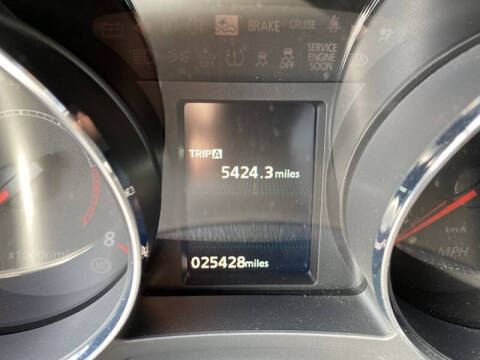 BRAKE CRUISE
OFF
SERVICE
ENGINE
SOON
TRIP A
5424.3 miles
025428 miles
8
MPH
km/h